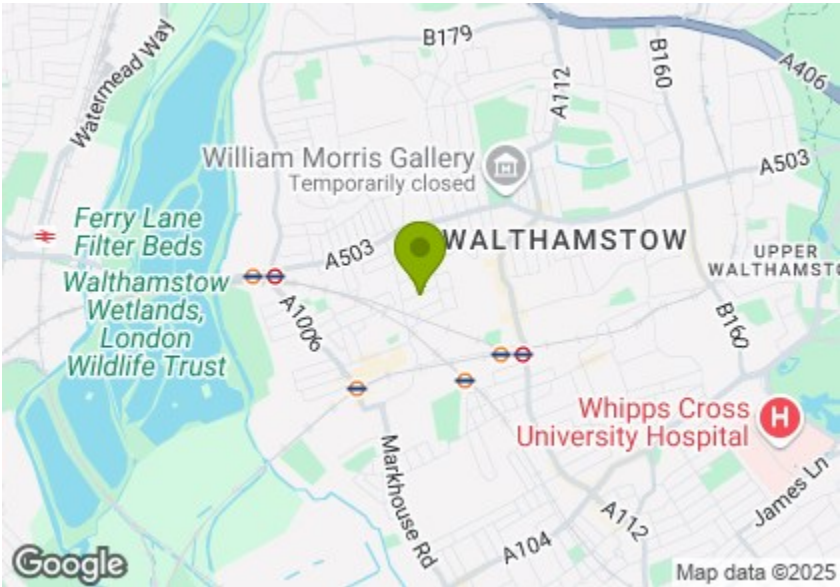 B179
B160
Watermead Way
A112
A406
William Morris Gallery
Temporarily closed
A503
Ferry Lane
Filter Beds
A503
WALTHAMSTOW
UPPER
WALTHAMSTO
Walthamstow
Wetlands,
London
Wildlife Trust
A1006
B160
Whipps Cross
University Hospital
H
Markhouse Rd
James Ln
A112
A104
Google
Map data ©2025